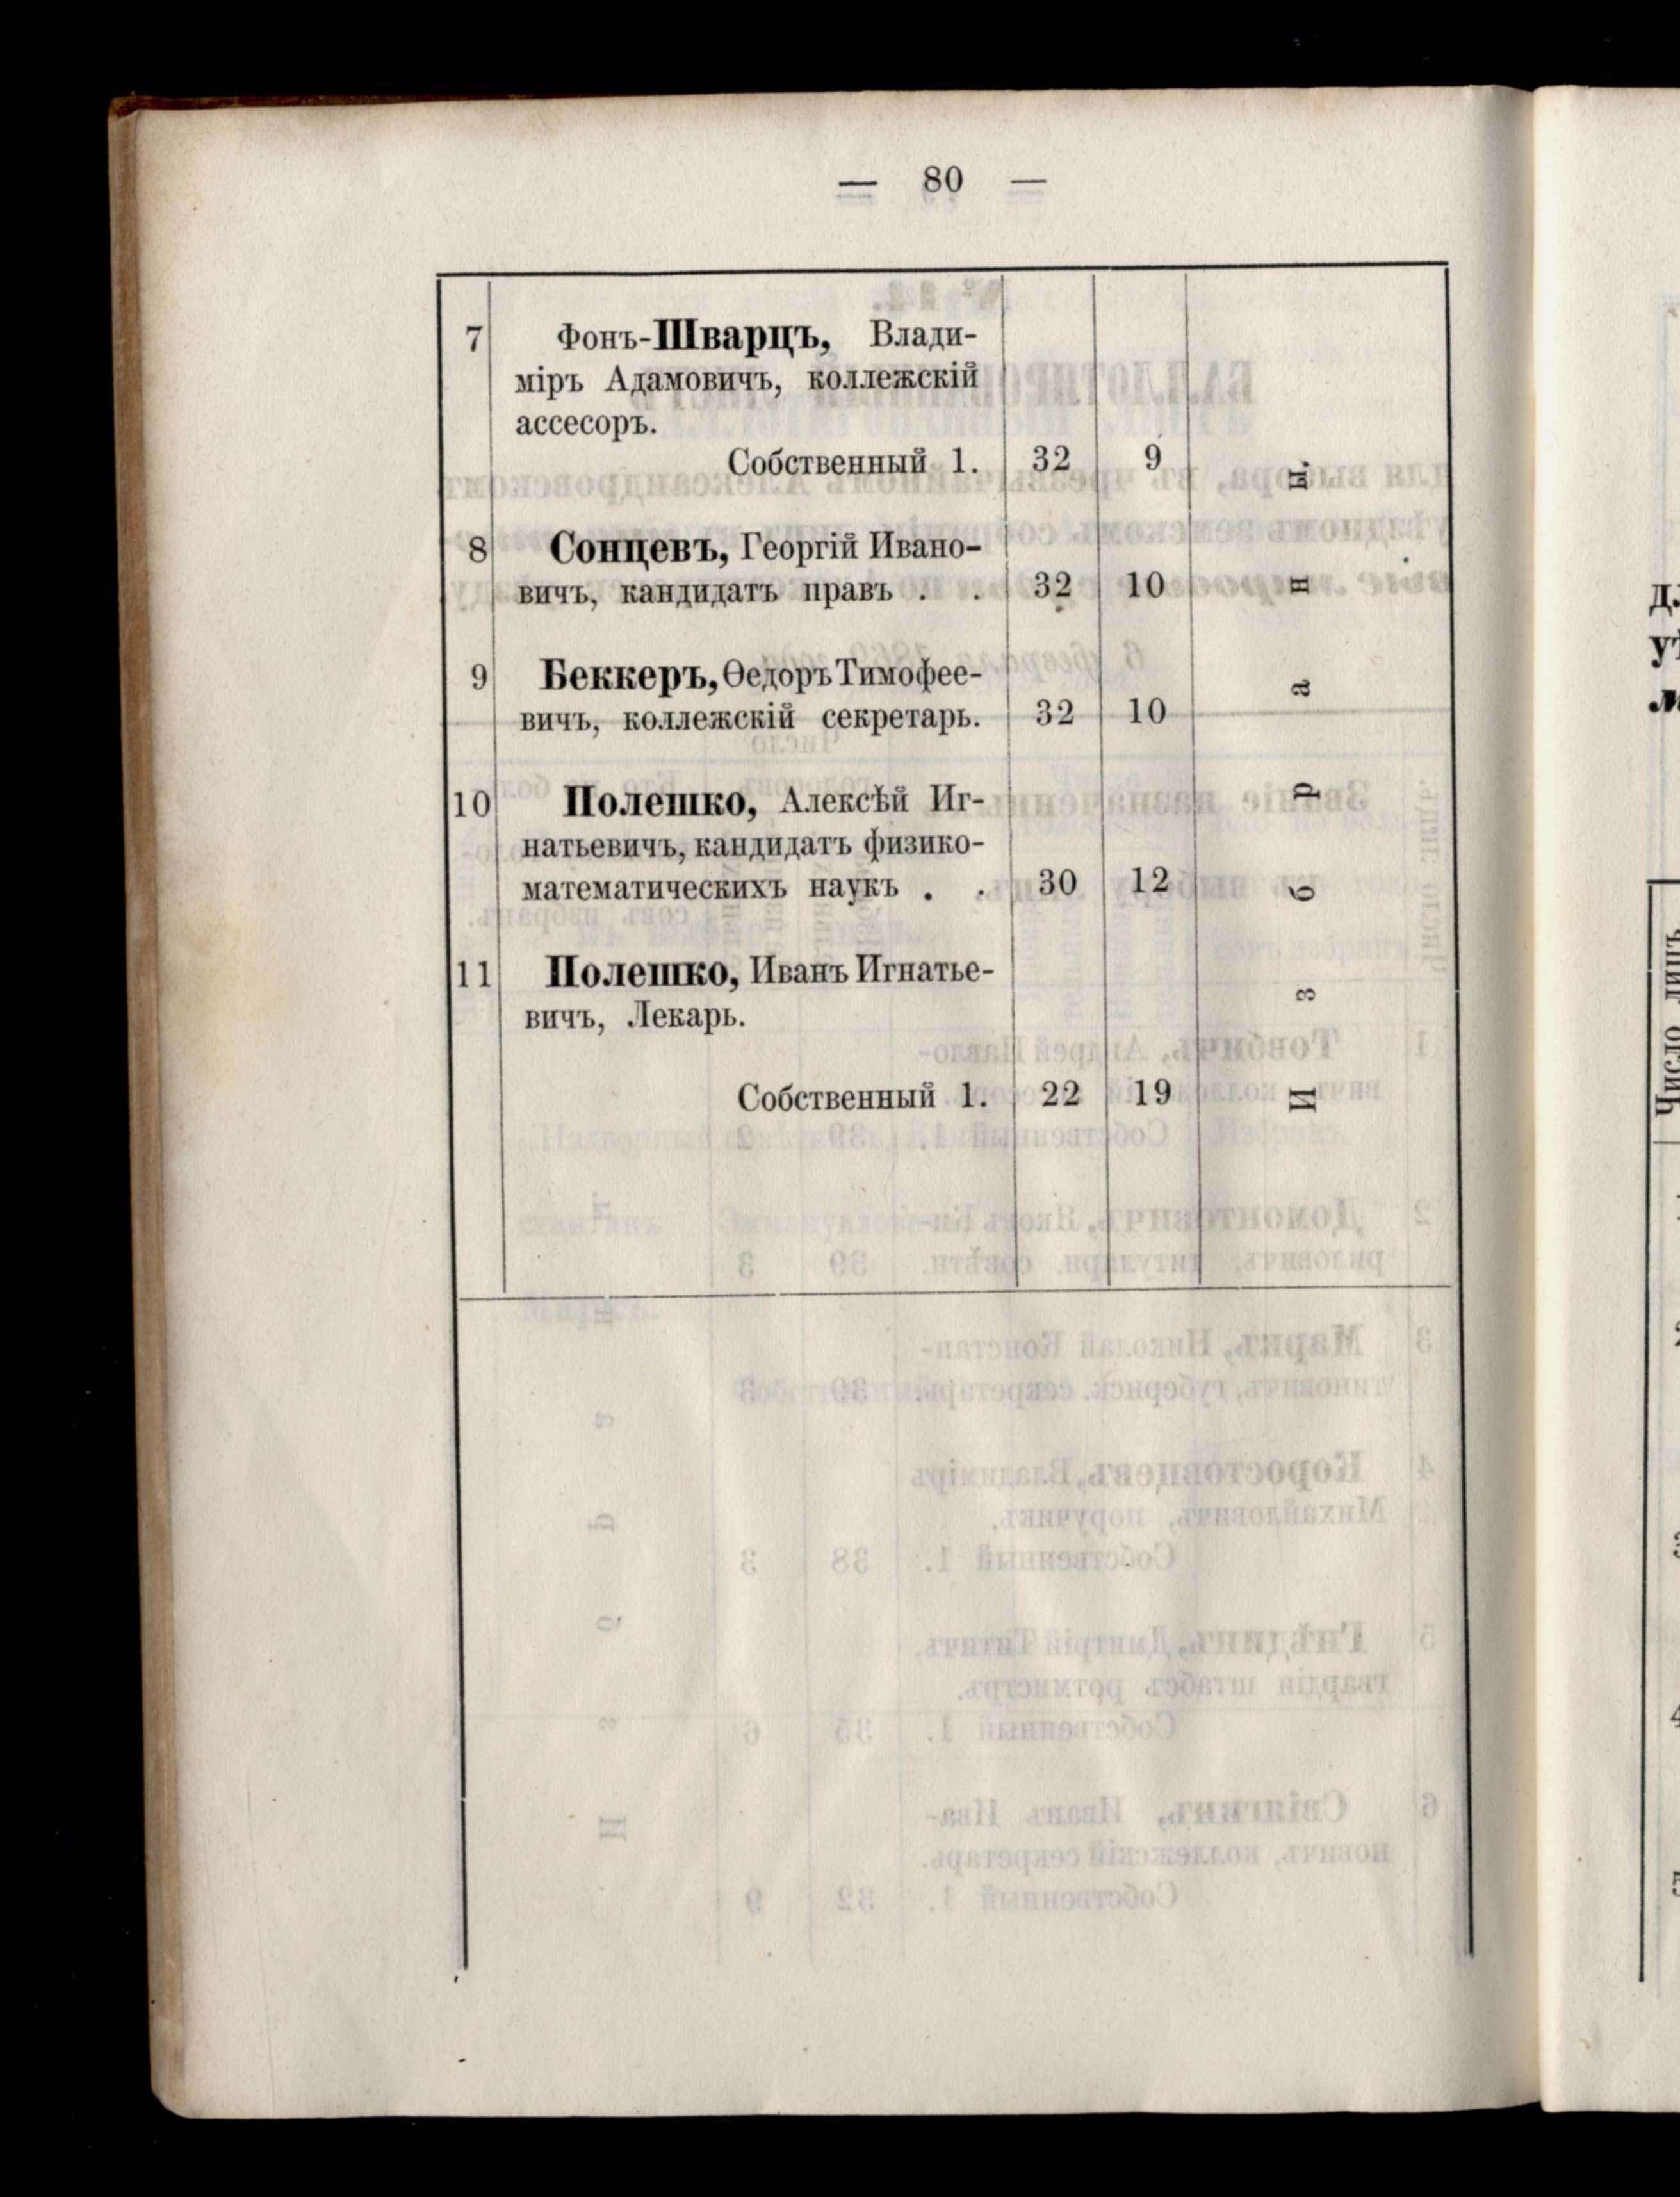 — 80 —
7 Фонъ-Шварцъ, Влади-
міръ Адамовичъ, коллежскій
ассесоръ.
Собственный 1. 32 9
8 Сонцевъ, Георгій Ивано-
вичъ, кандидатъ правъ . . 32 10
9 Беккеръ, Ѳедоръ Тимофее-
вичъ, коллежскій секретарь. 32 10
10 Полешко, Алексѣй Иг-
натьевичъ, кандидатъ физико-
математическихъ наукъ . . 30 12
11 Полешко, Иванъ Игнатье-
вичъ, Лекарь.
Собственный 1. 22 19
И з б р а н ы
Число лицъ